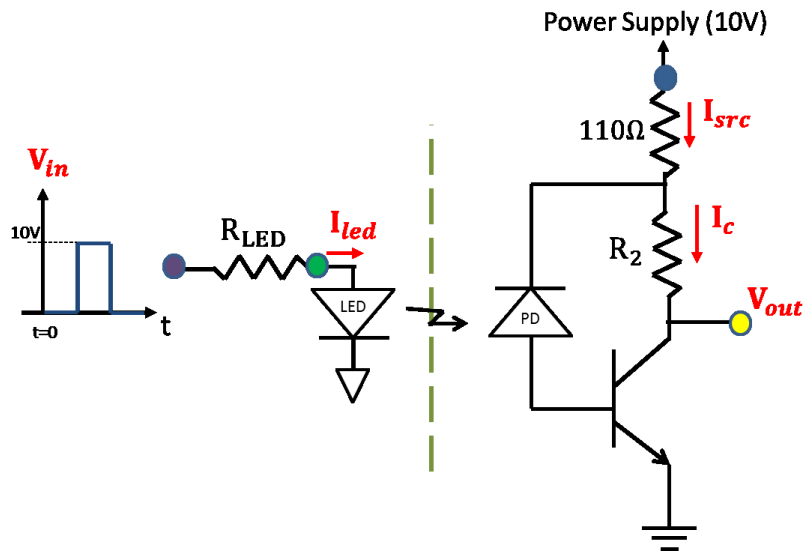 Power Supply (10V)
110Ω
I_src
V_in
10V
t=0
t
R_LED
I_led
LED
PD
R_2
I_c
V_out